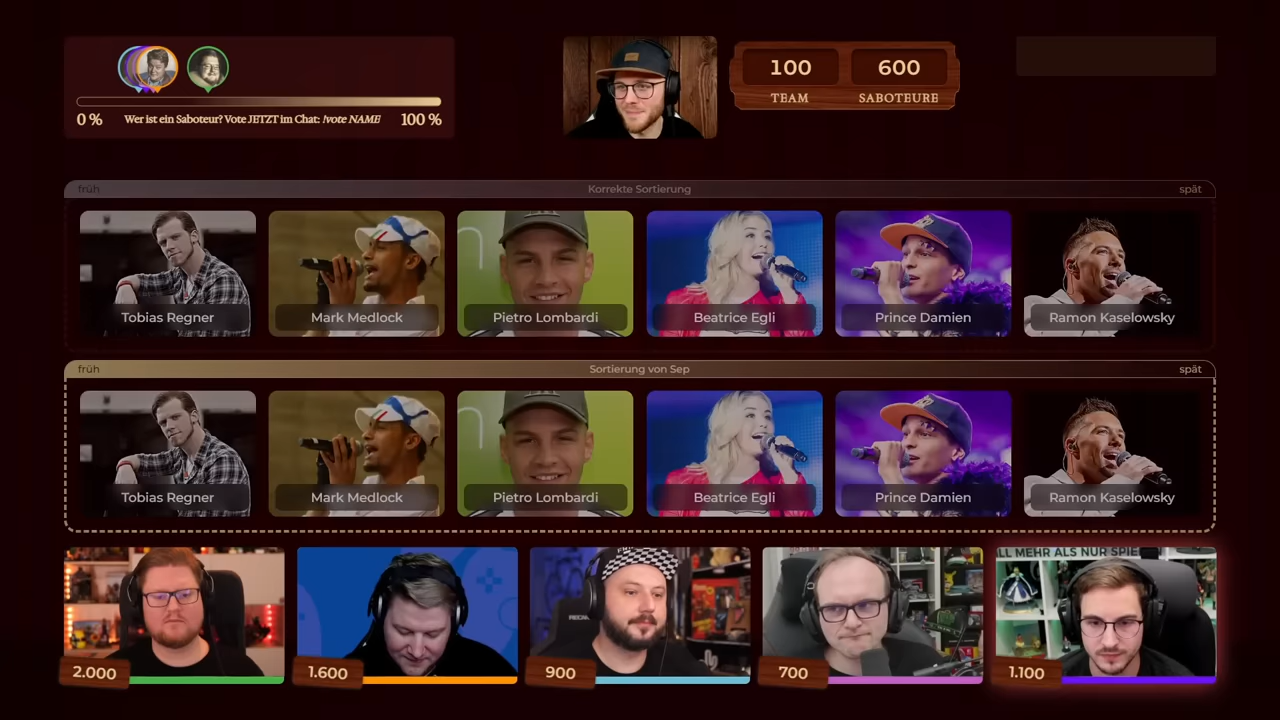 0 %
Wer ist ein Saboteur? Vote JETZT im Chat: !vote NAME
100 %
100
600
TEAM
SABOTEURE
früh
Korrekte Sortierung
spät
Tobias Regner
Mark Medlock
Pietro Lombardi
Beatrice Egli
Prince Damien
Ramon Kaselowsky
früh
Sortierung von Sep
spät
Tobias Regner
Mark Medlock
Pietro Lombardi
Beatrice Egli
Prince Damien
Ramon Kaselowsky
ALL MEHR ALS NUR SPIE
2.000
1.600
900
700
1.100